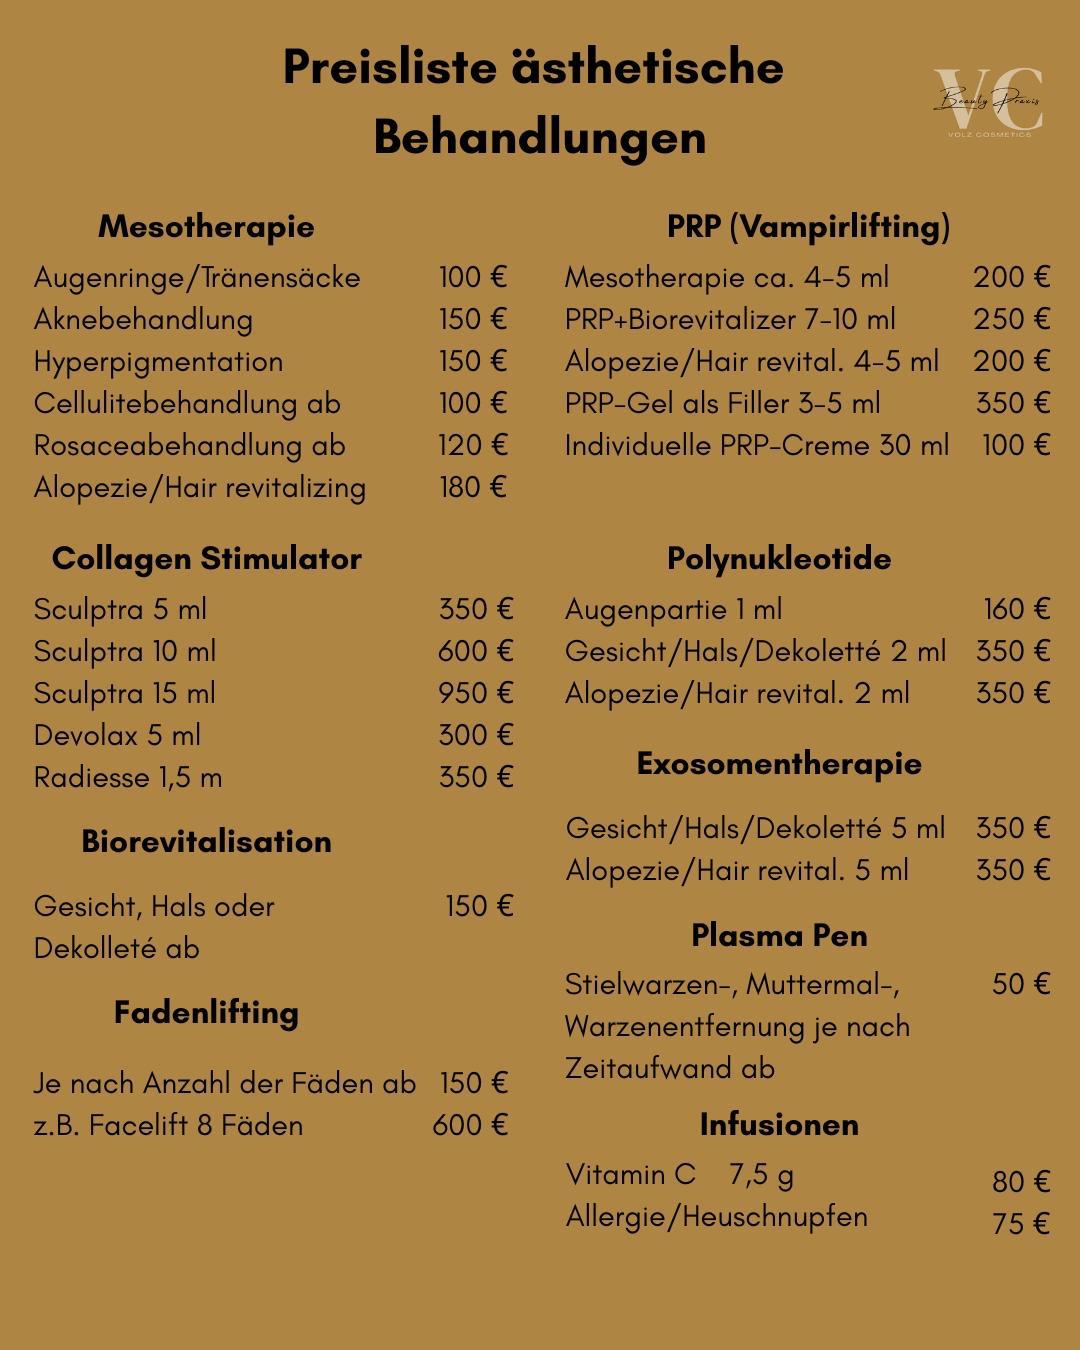 Preisliste ästhetische
Behandlungen
VC
Beauty Praxis
VOLZ COSMETICS
Mesotherapie
Augenringe/Tränensäcke 100 €
Aknebehandlung 150 €
Hyperpigmentation 150 €
Cellulitebehandlung ab 100 €
Rosaceabehandlung ab 120 €
Alopezie/Hair revitalizing 180 €
Collagen Stimulator
Sculptra 5 ml 350 €
Sculptra 10 ml 600 €
Sculptra 15 ml 950 €
Devolax 5 ml 300 €
Radiesse 1,5 m 350 €
Biorevitalisation
Gesicht, Hals oder 150 €
Dekolleté ab
Fadenlifting
Je nach Anzahl der Fäden ab 150 €
z.B. Facelift 8 Fäden 600 €
PRP (Vampirlifting)
Mesotherapie ca. 4-5 ml 200 €
PRP+Biorevitalizer 7-10 ml 250 €
Alopezie/Hair revital. 4-5 ml 200 €
PRP-Gel als Filler 3-5 ml 350 €
Individuelle PRP-Creme 30 ml 100 €
Polynukleotide
Augenpartie 1 ml 160 €
Gesicht/Hals/Dekoletté 2 ml 350 €
Alopezie/Hair revital. 2 ml 350 €
Exosomentherapie
Gesicht/Hals/Dekoletté 5 ml 350 €
Alopezie/Hair revital. 5 ml 350 €
Plasma Pen
Stielwarzen-, Muttermal-, 50 €
Warzenentfernung je nach
Zeitaufwand ab
Infusionen
Vitamin C 7,5 g 80 €
Allergie/Heuschnupfen 75 €